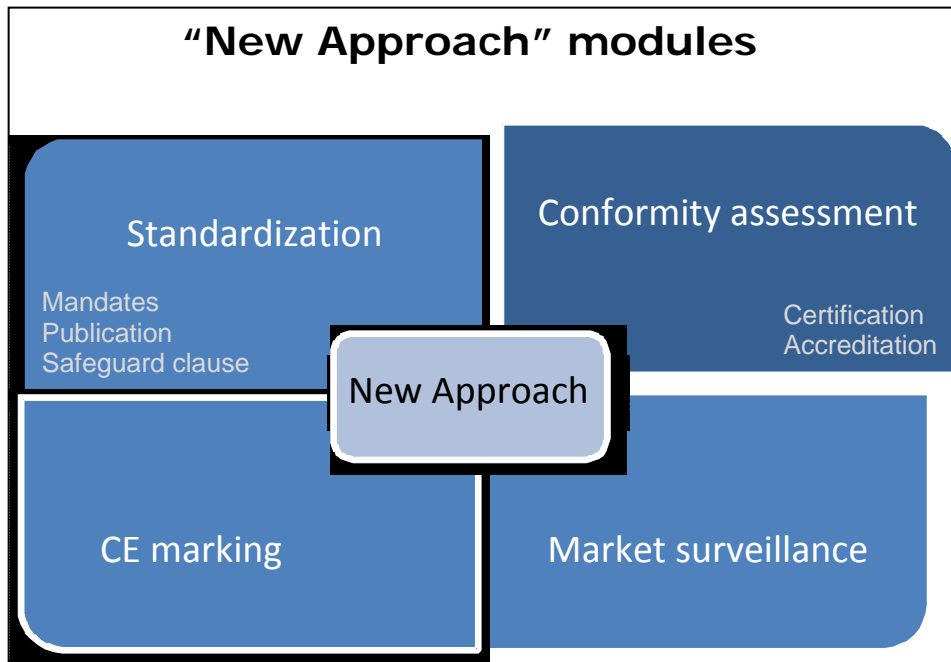 “New Approach” modules
Standardization
Mandates
Publication
Safeguard clause
Conformity assessment
Certification
Accreditation
New Approach
CE marking
Market surveillance